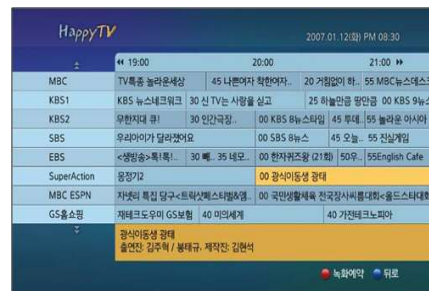 HappyTV
2007.01.12(화) PM 08:30
19:00 20:00 21:00
MBC TV특종 놀라운세상 45 나쁜여자 착한여자.. 20 거침없이 하.. 55 MBC뉴스데스크
KBS1 KBS 뉴스네트워크 30 신 TV는 사랑을 싣고 25 하늘만큼 땅만큼 00 KBS 9뉴스
KBS2 무한지대 큐! 30 인간극장.. 00 KBS 8뉴스타임 45 투데.. 55 놀라운 아시아
SBS 우리아이가 달라졌어요 00 SBS 8뉴스 45 오늘.. 55 진실게임
EBS <생방송>톡!톡!.. 30 빼.. 35 네모.. 00 한자퀴즈왕 (21회) 50우.. 55English Cafe
SuperAction 옹정기2 00 광식이동생 광태
MBC ESPN 자넷리 특집 당구<트릭샷페스티벌&앰.. 00 국민생활체육 전국장사씨름대회<올드스타대회
GS홈쇼핑 재테크도우미 GS보험 40 미의세계 40 가전테크노피아
광식이동생 광태
출연진: 김주혁 / 봉태규, 제작진: 김현석
녹화예약 뒤로